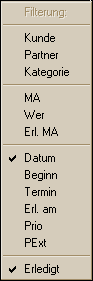 Filterung:
Kunde
Partner
Kategorie
MA
Wer
Erl. MA
Datum
Beginn
Termin
Erl. am
Prio
PExt
Erledigt